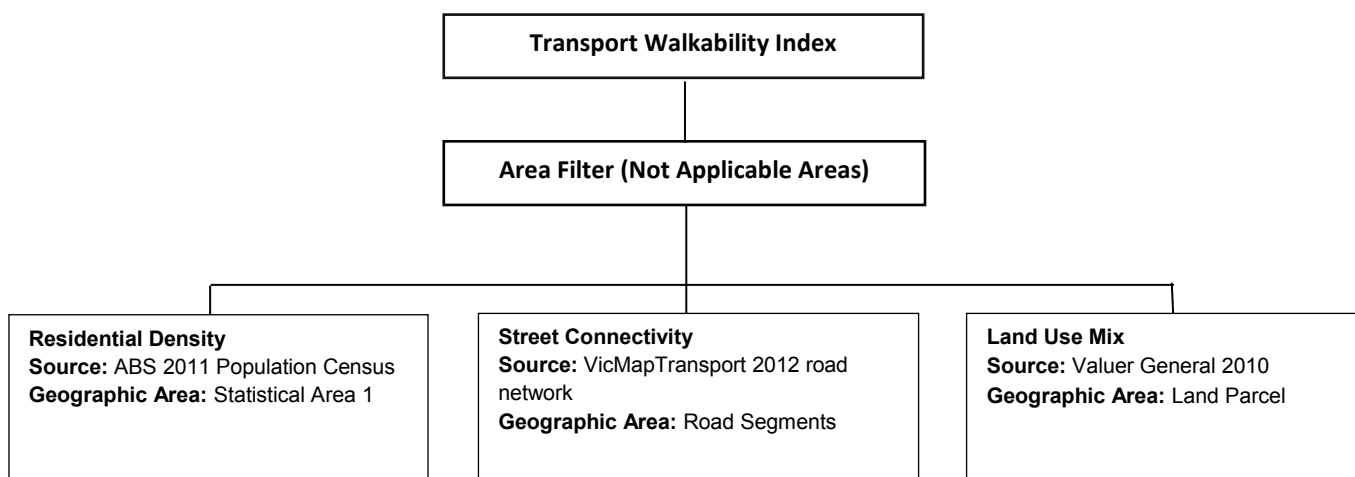 Transport Walkability Index
Area Filter (Not Applicable Areas)
Residential Density
Source: ABS 2011 Population Census
Geographic Area: Statistical Area 1
Street Connectivity
Source: VicMapTransport 2012 road
network
Geographic Area: Road Segments
Land Use Mix
Source: Valuer General 2010
Geographic Area: Land Parcel